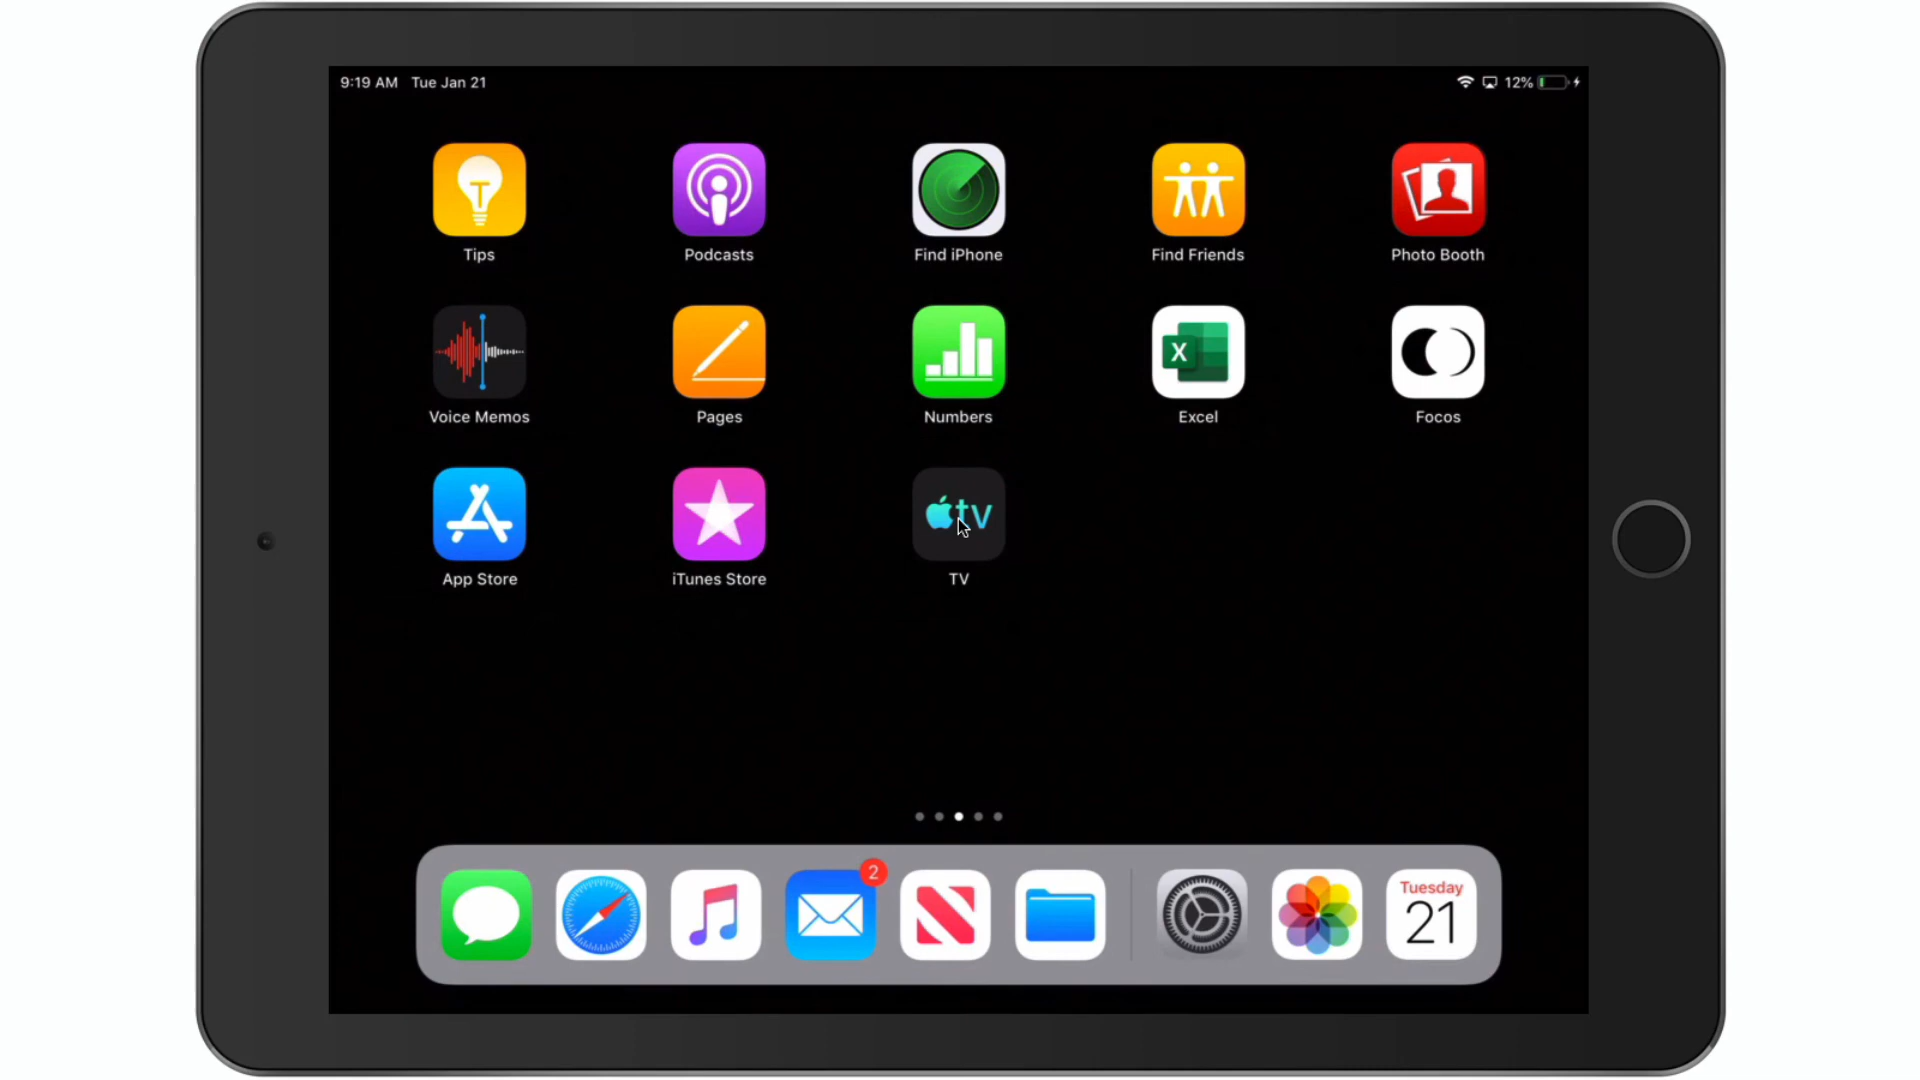 9:19 AM Tue Jan 21
12%
Tips
Podcasts
Find iPhone
Find Friends
Photo Booth
Voice Memos
Pages
Numbers
X
Excel
Focos
App Store
iTunes Store
tv
TV
2
Tuesday
21